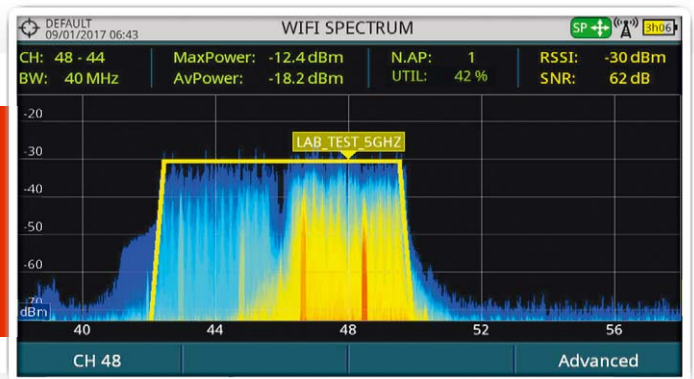 DEFAULT
09/01/2017 06:43
WIFI SPECTRUM
SP
3h06
CH: 48 - 44
MaxPower: -12.4 dBm
N.AP: 1
RSSI: -30 dBm
BW: 40 MHz
AvPower: -18.2 dBm
UTIL: 42 %
SNR: 62 dB
-20
LAB_TEST_5GHZ
-30
-40
-50
-60
-70
dBm
40 44 48 52 56
CH 48
Advanced